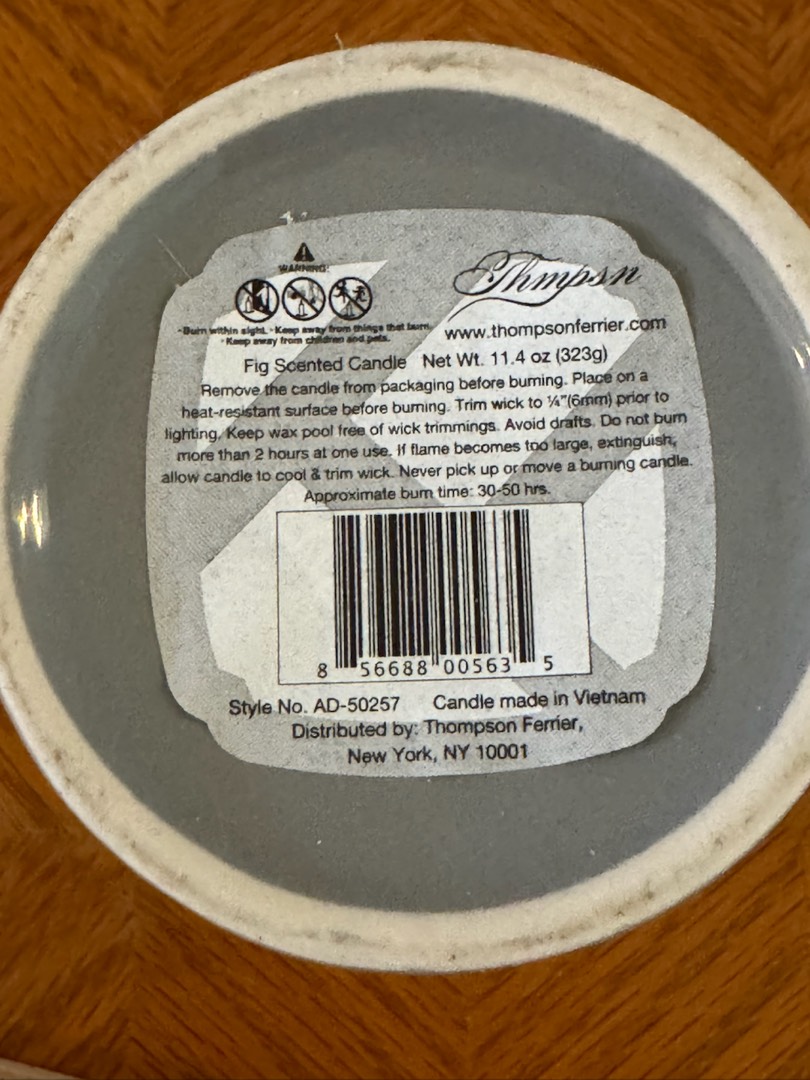 WARNING:
Thmpsn
• Burn within sight. • Keep away from things that burn.
• Keep away from children and pets.
www.thompsonferrier.com
Fig Scented Candle Net Wt. 11.4 oz (323g)
Remove the candle from packaging before burning. Place on a
heat-resistant surface before burning. Trim wick to ¼"(6mm) prior to
lighting. Keep wax pool free of wick trimmings. Avoid drafts. Do not burn
more than 2 hours at one use. If flame becomes too large, extinguish,
allow candle to cool & trim wick. Never pick up or move a burning candle.
Approximate burn time: 30-50 hrs.
8 56688 00563 5
Style No. AD-50257 Candle made in Vietnam
Distributed by: Thompson Ferrier,
New York, NY 10001